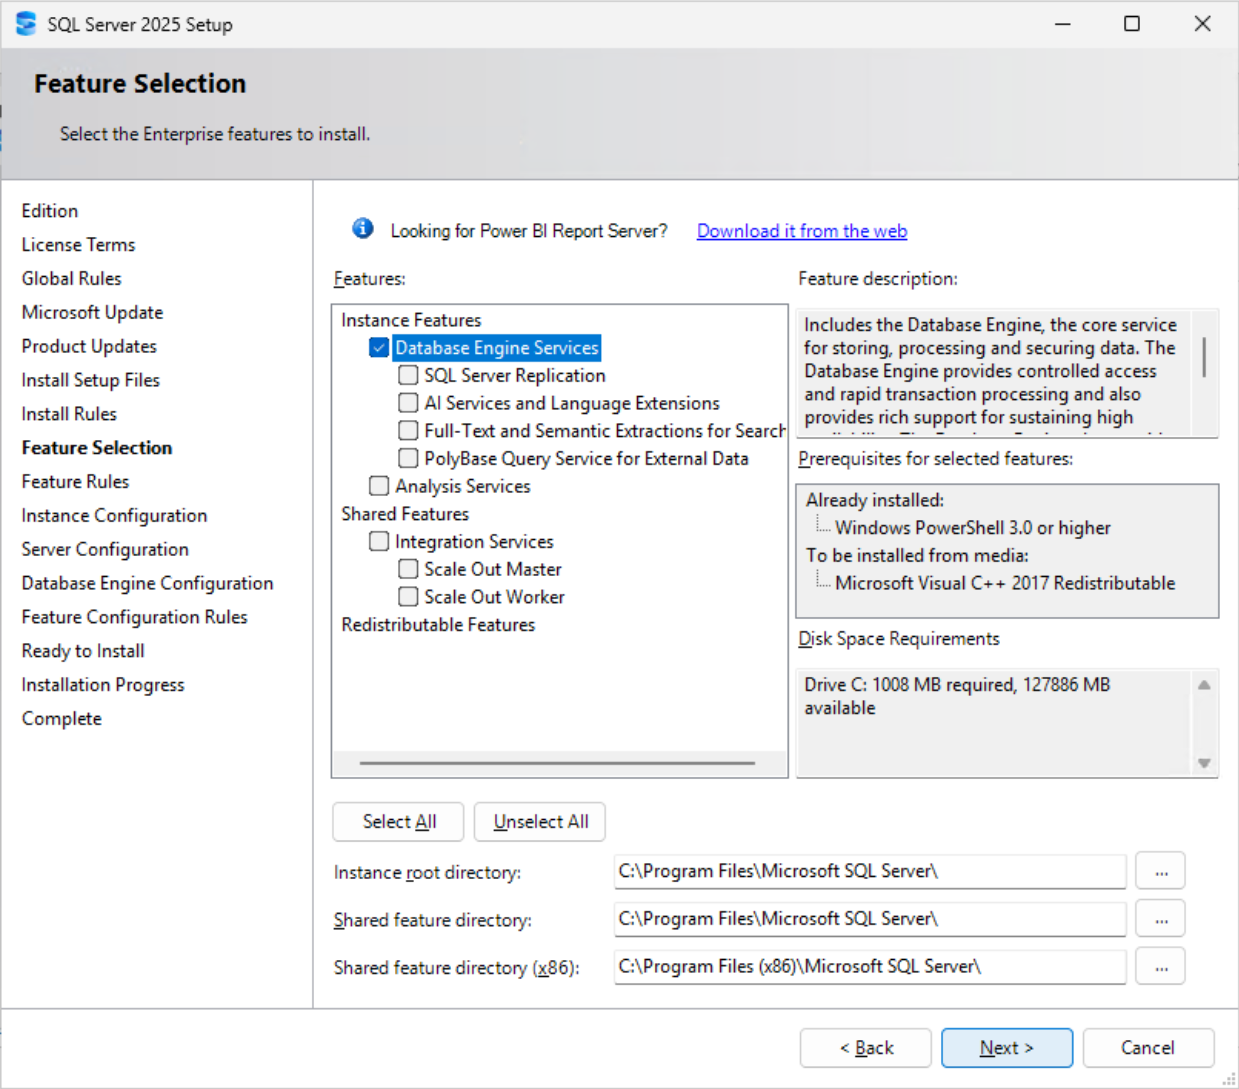 SQL Server 2025 Setup
Feature Selection
Select the Enterprise features to install.
Edition
License Terms
Global Rules
Microsoft Update
Product Updates
Install Setup Files
Install Rules
Feature Selection
Feature Rules
Instance Configuration
Server Configuration
Database Engine Configuration
Feature Configuration Rules
Ready to Install
Installation Progress
Complete
Looking for Power BI Report Server? Download it from the web
Features:
Instance Features
Database Engine Services
SQL Server Replication
AI Services and Language Extensions
Full-Text and Semantic Extractions for Search
PolyBase Query Service for External Data
Analysis Services
Shared Features
Integration Services
Scale Out Master
Scale Out Worker
Redistributable Features
Feature description:
Includes the Database Engine, the core service
for storing, processing and securing data. The
Database Engine provides controlled access
and rapid transaction processing and also
provides rich support for sustaining high
Prerequisites for selected features:
Already installed:
Windows PowerShell 3.0 or higher
To be installed from media:
Microsoft Visual C++ 2017 Redistributable
Disk Space Requirements
Drive C: 1008 MB required, 127886 MB
available
Select All
Unselect All
Instance root directory: C:\Program Files\Microsoft SQL Server\ ...
Shared feature directory: C:\Program Files\Microsoft SQL Server\ ...
Shared feature directory (x86): C:\Program Files (x86)\Microsoft SQL Server\ ...
< Back
Next >
Cancel